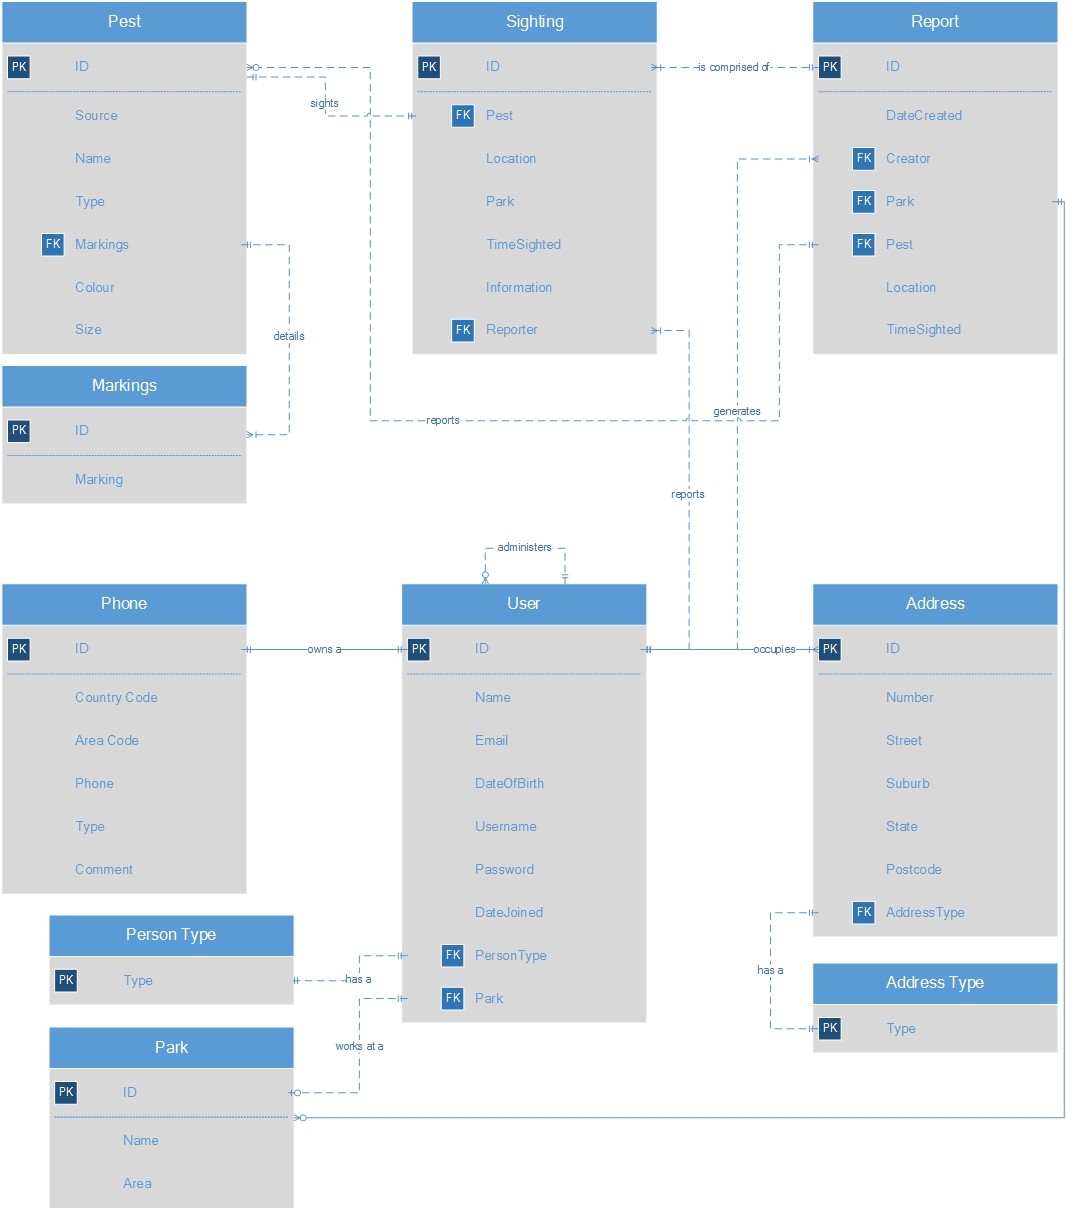 Pest
PK ID
Source
Name
Type
FK Markings
Colour
Size
Sighting
PK ID
FK Pest
Location
Park
TimeSighted
Information
FK Reporter
Report
PK ID
DateCreated
FK Creator
FK Park
FK Pest
Location
TimeSighted
is comprised of
sights
details
reports
generates
reports
Markings
PK ID
Marking
administers
Phone
PK ID
Country Code
Area Code
Phone
Type
Comment
owns a
User
PK ID
Name
Email
DateOfBirth
Username
Password
DateJoined
FK PersonType
FK Park
occupies
Address
PK ID
Number
Street
Suburb
State
Postcode
FK AddressType
Person Type
PK Type
has a
works at a
has a
Address Type
PK Type
Park
PK ID
Name
Area